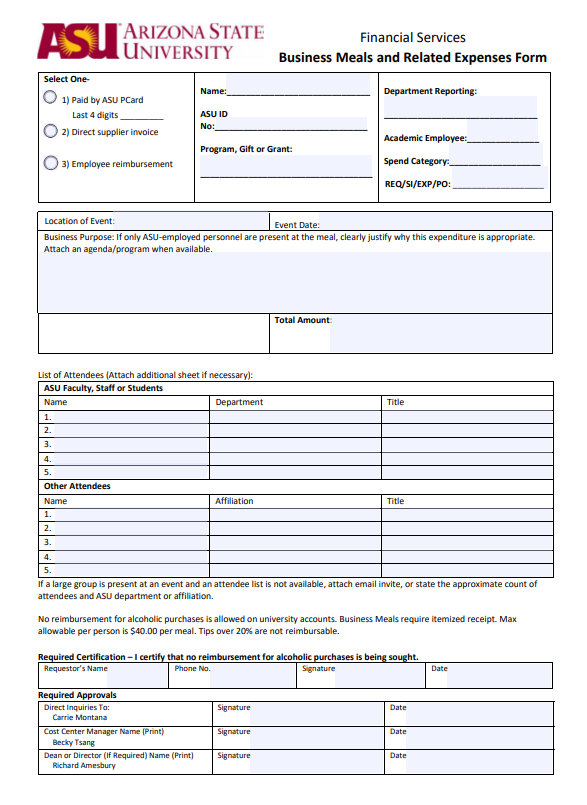 ASU ARIZONA STATE
UNIVERSITY
Financial Services
Business Meals and Related Expenses Form
Select One-
1) Paid by ASU PCard
Last 4 digits ________
2) Direct supplier invoice
3) Employee reimbursement
Name:
ASU ID
No:
Program, Gift or Grant:
Department Reporting:
Academic Employee:
Spend Category:
REQ/SI/EXP/PO:
Location of Event:
Event Date:
Business Purpose: If only ASU-employed personnel are present at the meal, clearly justify why this expenditure is appropriate.
Attach an agenda/program when available.
Total Amount:
List of Attendees (Attach additional sheet if necessary):
ASU Faculty, Staff or Students
Name Department Title
1.
2.
3.
4.
5.
Other Attendees
Name Affiliation Title
1.
2.
3.
4.
5.
If a large group is present at an event and an attendee list is not available, attach email invite, or state the approximate count of
attendees and ASU department or affiliation.
No reimbursement for alcoholic purchases is allowed on university accounts. Business Meals require itemized receipt. Max
allowable per person is $40.00 per meal. Tips over 20% are not reimbursable.
Required Certification – I certify that no reimbursement for alcoholic purchases is being sought.
Requestor's Name Phone No. Signature Date
Required Approvals
Direct Inquiries To: Signature Date
Carrie Montana
Cost Center Manager Name (Print) Signature Date
Becky Tsang
Dean or Director (If Required) Name (Print) Signature Date
Richard Amesbury